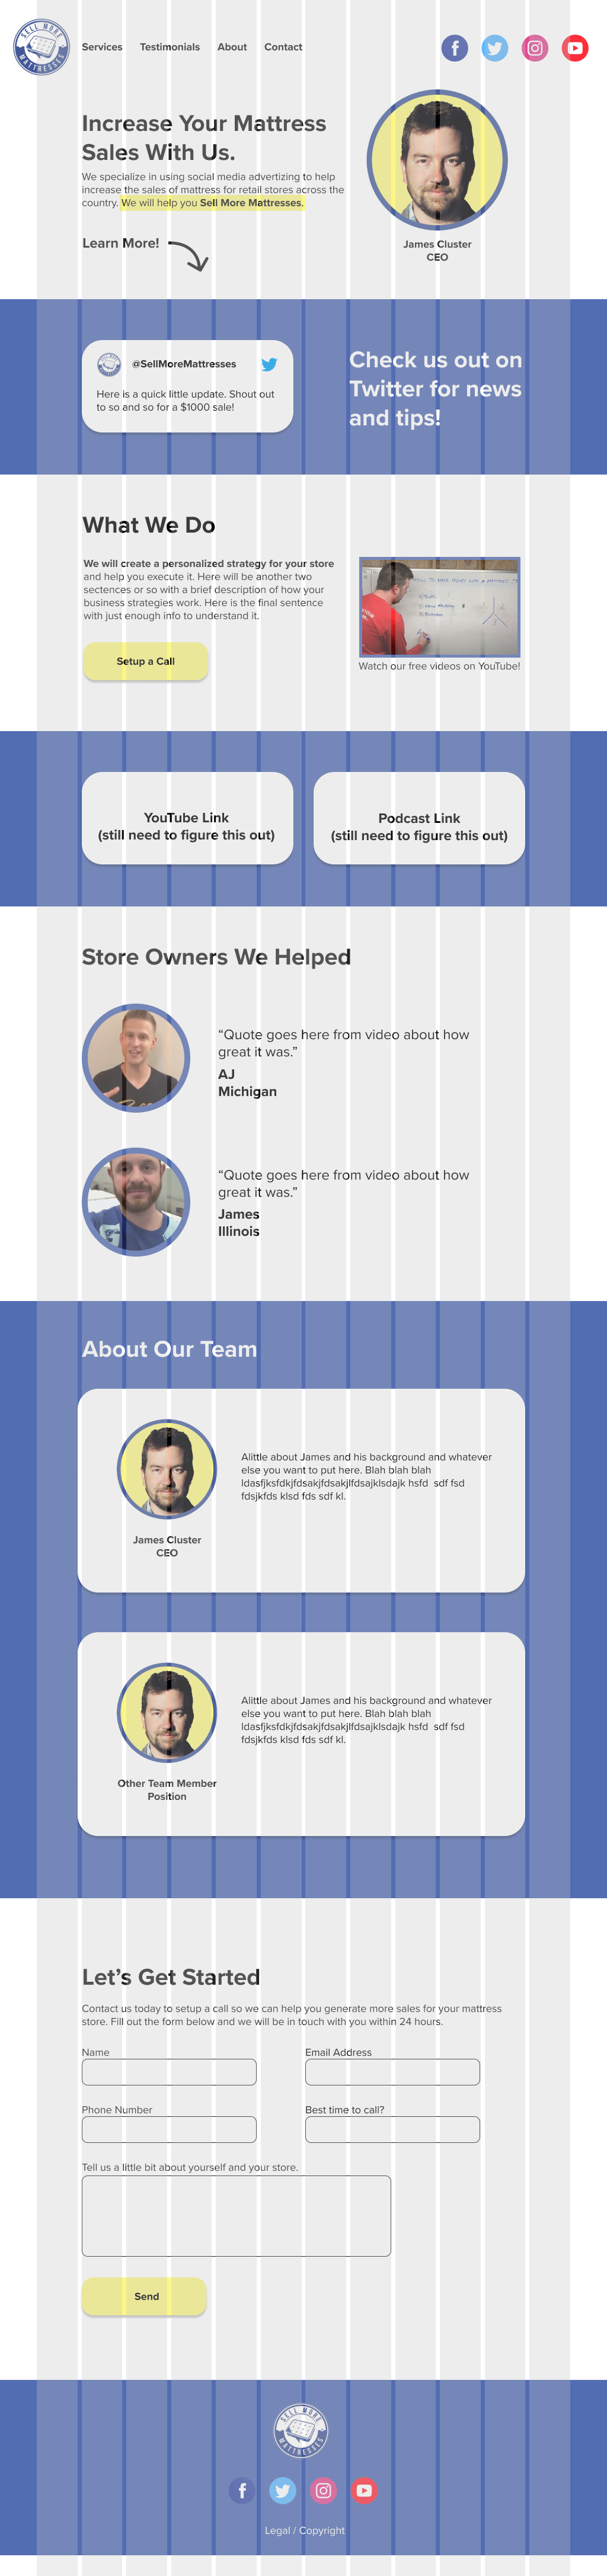 SELL MORE
MATTRESSES
Services Testimonials About Contact
Increase Your Mattress
Sales With Us.
We specialize in using social media advertizing to help
increase the sales of mattress for retail stores across the
country. We will help you Sell More Mattresses.
Learn More!
James Cluster
CEO
@SellMoreMattresses
Here is a quick little update. Shout out
to so and so for a $1000 sale!
Check us out on
Twitter for news
and tips!
What We Do
We will create a personalized strategy for your store
and help you execute it. Here will be another two
sectences or so with a brief description of how your
business strategies work. Here is the final sentence
with just enough info to understand it.
Setup a Call
Watch our free videos on YouTube!
YouTube Link
(still need to figure this out)
Podcast Link
(still need to figure this out)
Store Owners We Helped
“Quote goes here from video about how
great it was.”
AJ
Michigan
“Quote goes here from video about how
great it was.”
James
Illinois
About Our Team
Alittle about James and his background and whatever
else you want to put here. Blah blah blah
ldasfjksfdkjfdsakjfdsakjlfdsajklsdajk hsfd  sdf fsd
fdsjkfds klsd fds sdf kl.
James Cluster
CEO
Alittle about James and his background and whatever
else you want to put here. Blah blah blah
ldasfjksfdkjfdsakjfdsakjlfdsajklsdajk hsfd  sdf fsd
fdsjkfds klsd fds sdf kl.
Other Team Member
Position
Let’s Get Started
Contact us today to setup a call so we can help you generate more sales for your mattress
store. Fill out the form below and we will be in touch with you within 24 hours.
Name
Email Address
Phone Number
Best time to call?
Tell us a little bit about yourself and your store.
Send
SELL MORE
MATTRESSES
Legal / Copyright